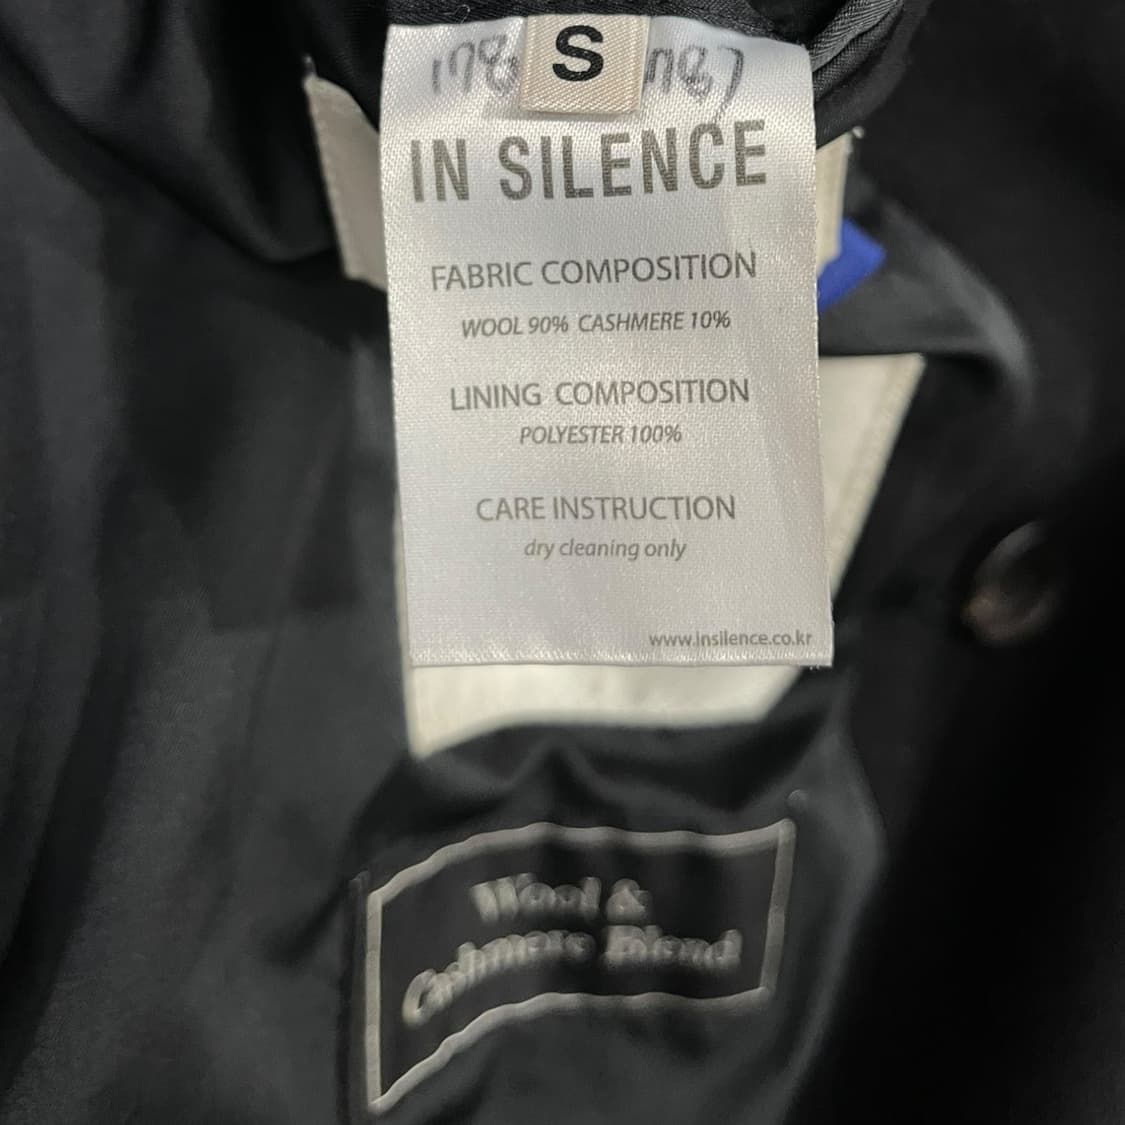 S
IN SILENCE
FABRIC COMPOSITION
WOOL 90% CASHMERE 10%
LINING COMPOSITION
POLYESTER 100%
CARE INSTRUCTION
dry cleaning only
www.insilence.co.kr
Wool &
Cashmere Blend